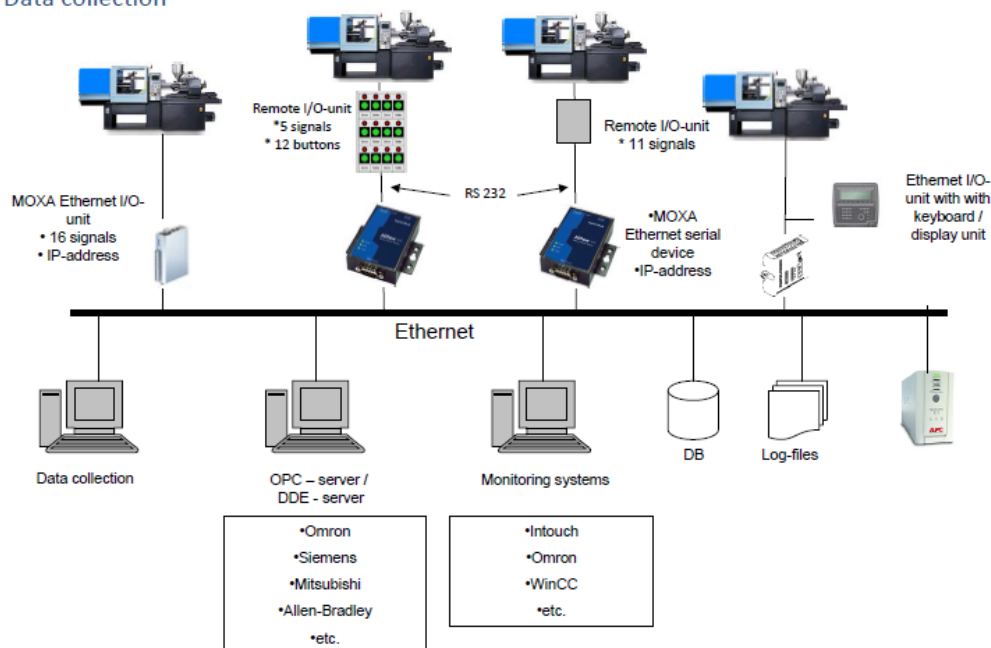 Data collection
Remote I/O-unit
*5 signals
* 12 buttons
Remote I/O-unit
* 11 signals
MOXA Ethernet I/O-
unit
• 16 signals
• IP-address
RS 232
•MOXA
Ethernet serial
device
•IP-address
Ethernet I/O-
unit with with
keyboard /
display unit
Ethernet
Data collection
OPC – server /
DDE - server
Monitoring systems
DB
Log-files
APC
•Omron
•Siemens
•Mitsubishi
•Allen-Bradley
•etc.
•Intouch
•Omron
•WinCC
•etc.